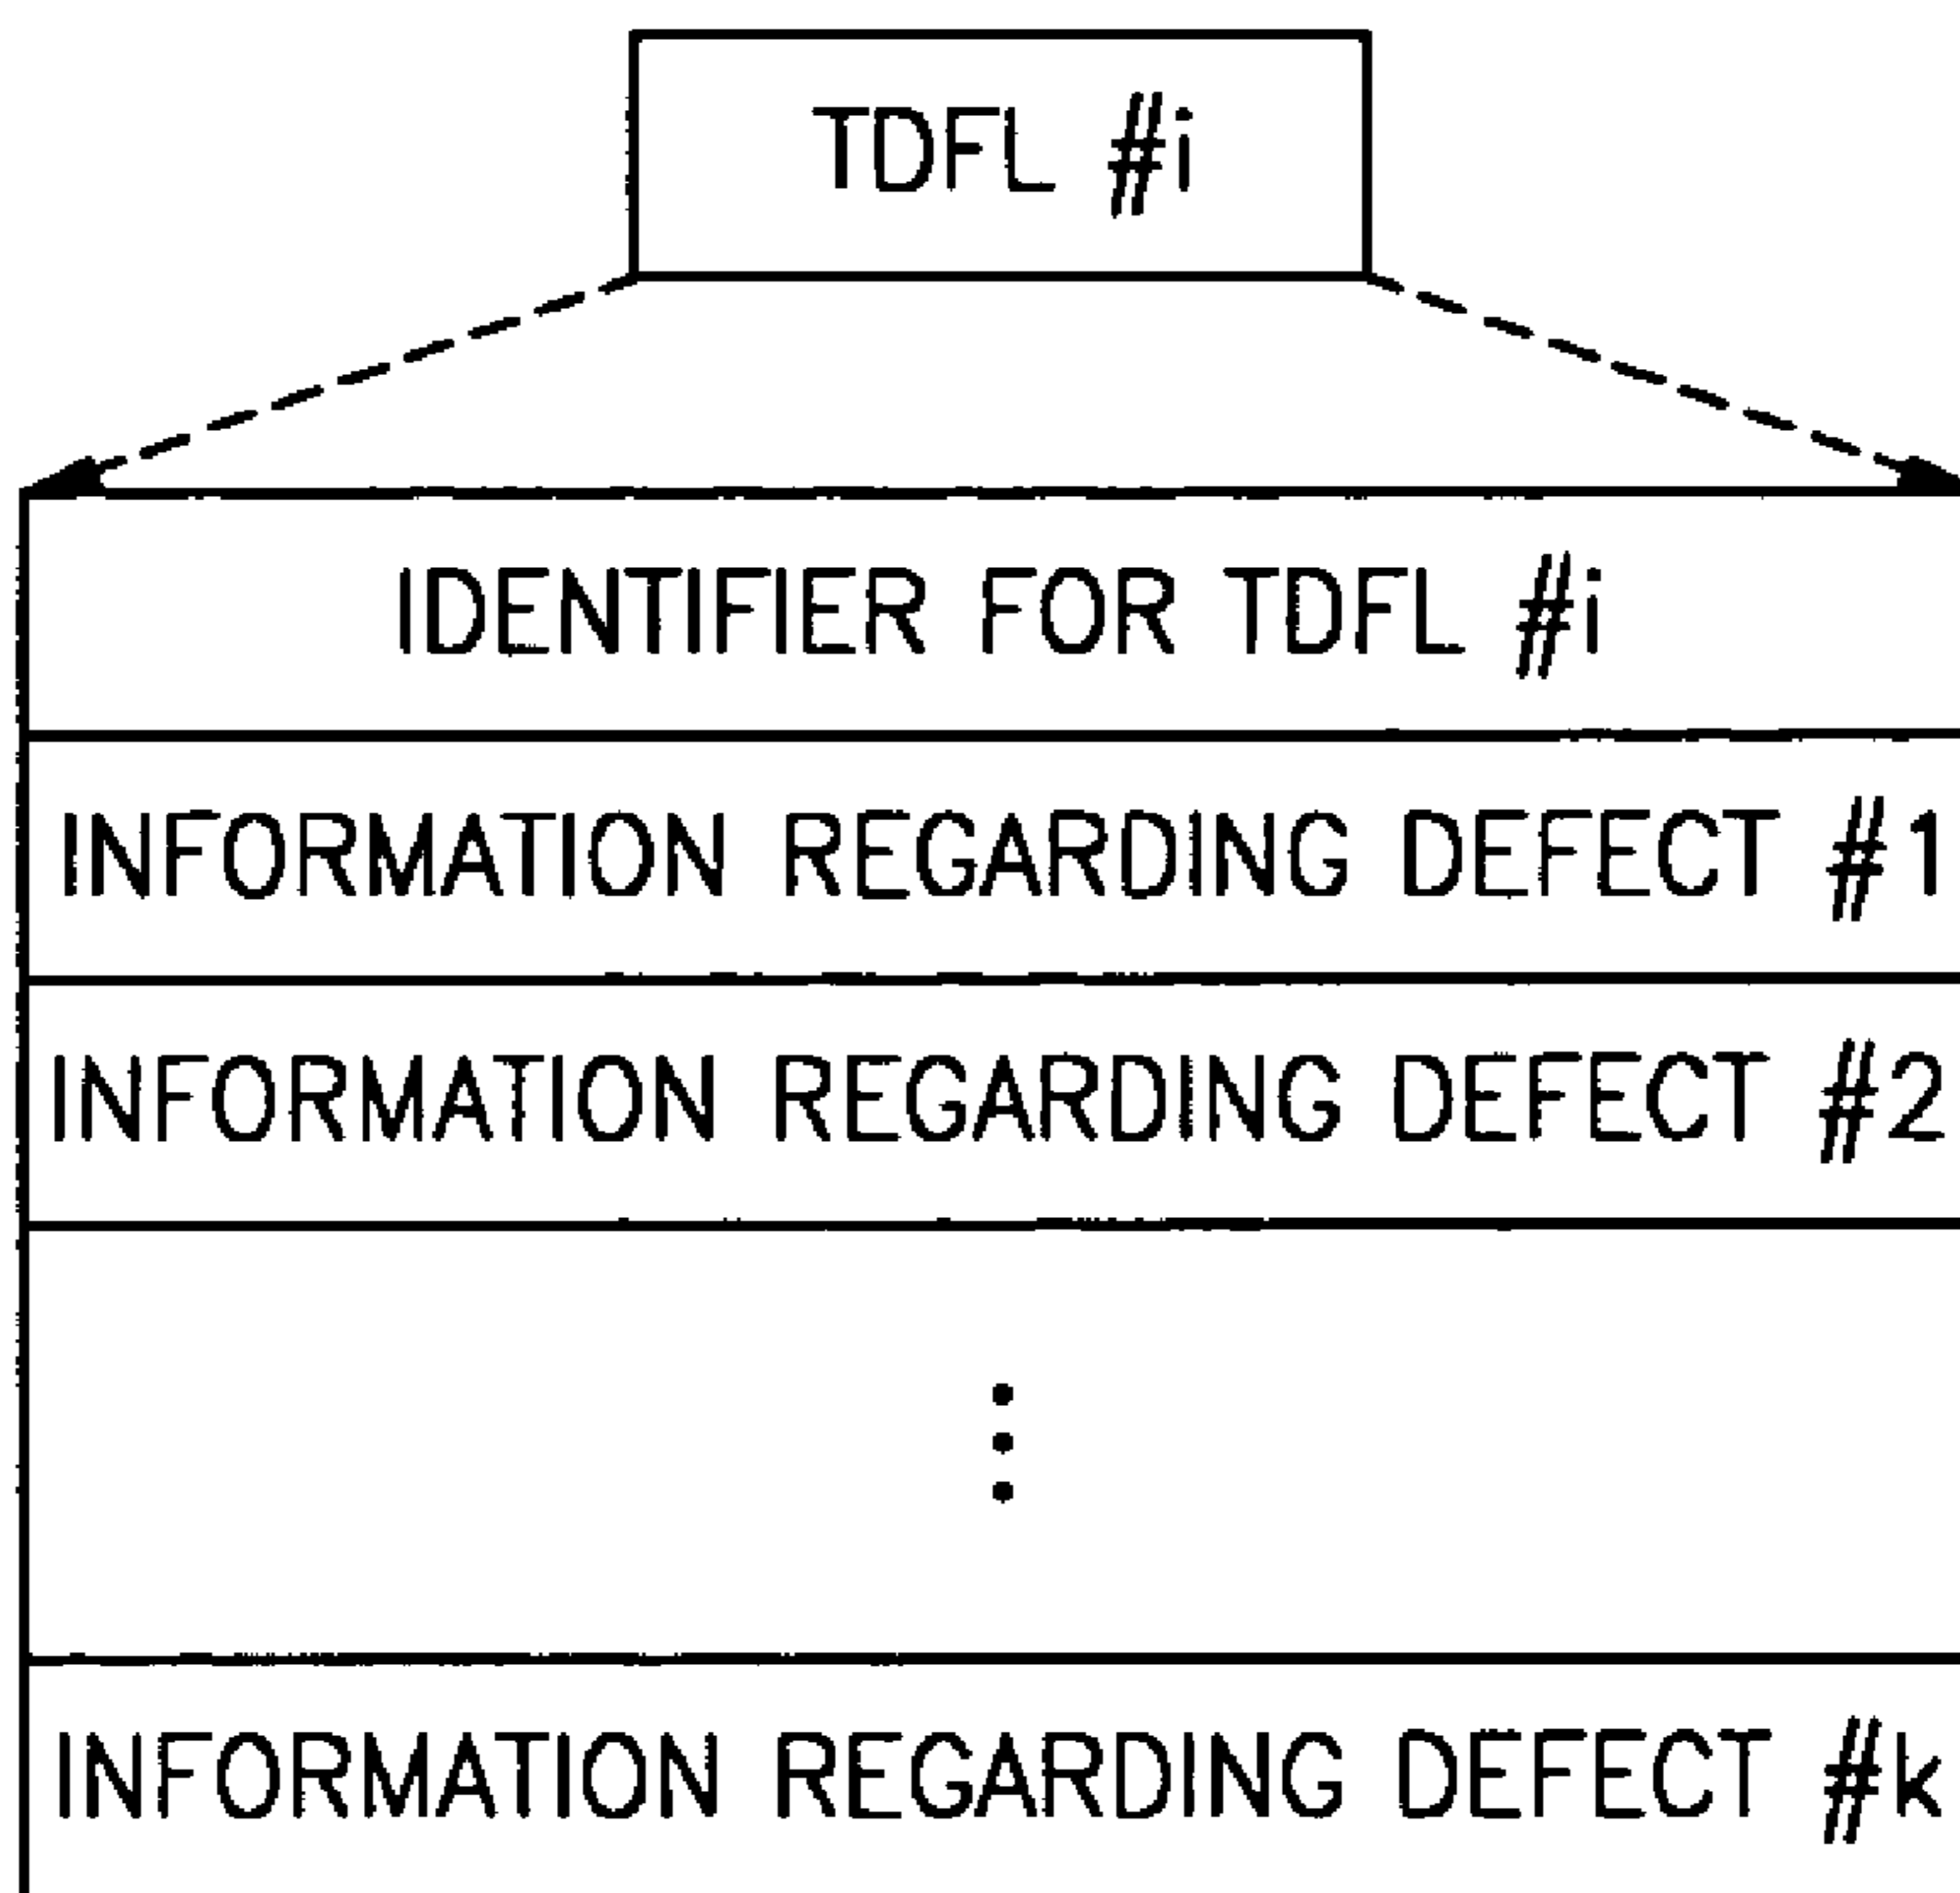 TDFL #i
IDENTIFIER FOR TDFL #i
INFORMATION REGARDING DEFECT #1
INFORMATION REGARDING DEFECT #2
INFORMATION REGARDING DEFECT #k